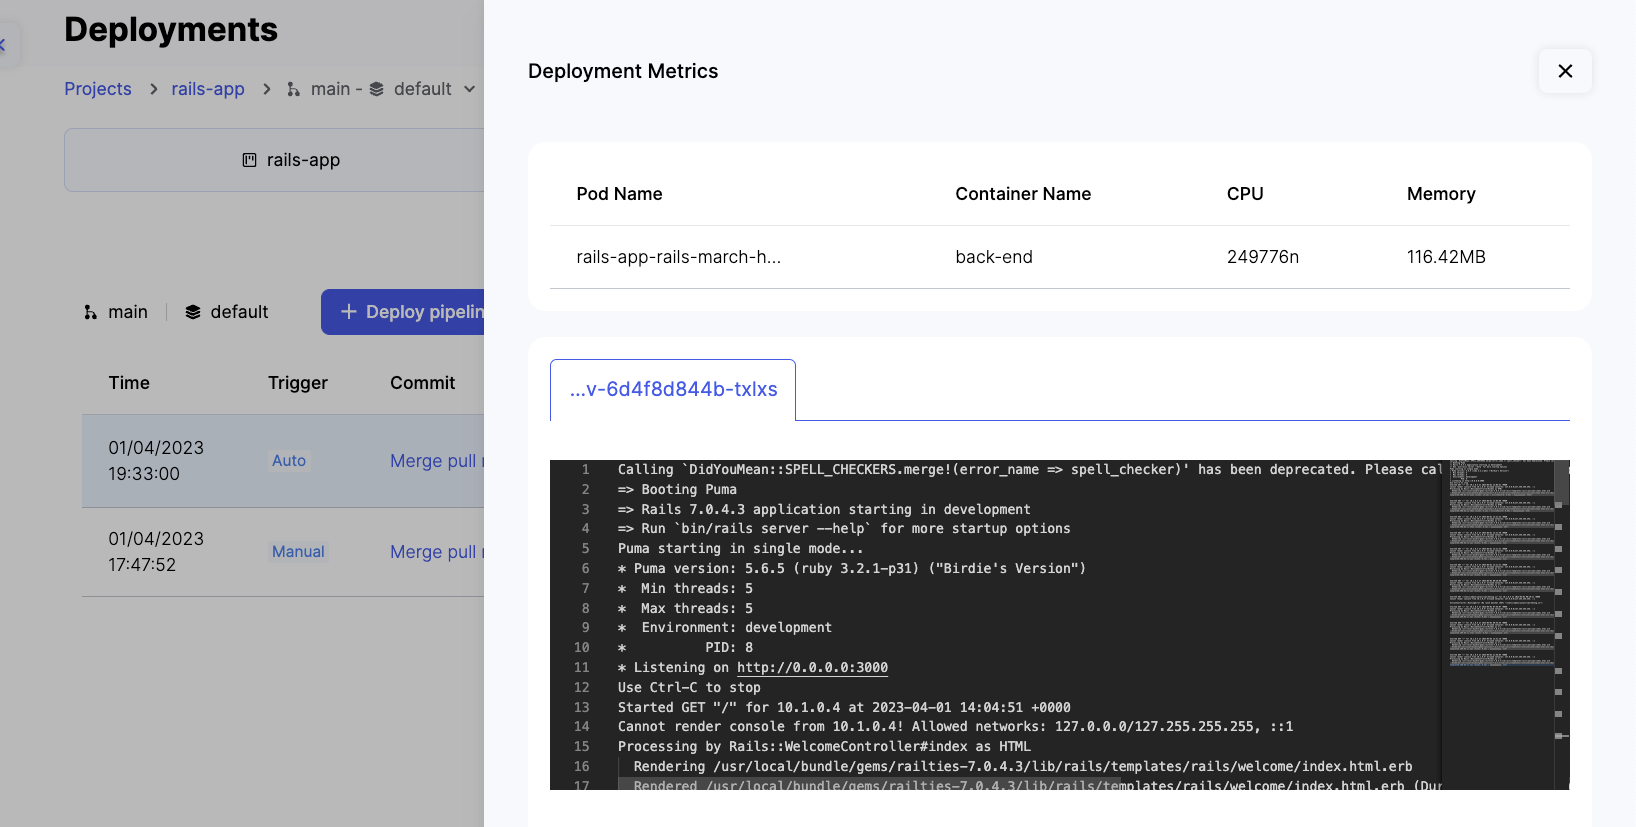 Deployments
Projects > rails-app > main - default
rails-app
main | default
+ Deploy pipelin
Time Trigger Commit
01/04/2023
19:33:00
Auto
Merge pull
01/04/2023
17:47:52
Manual
Merge pull
Deployment Metrics
Pod Name Container Name CPU Memory
rails-app-rails-march-h... back-end 249776n 116.42MB
...v-6d4f8d844b-txlxs
1 Calling `DidYouMean::SPELL_CHECKERS.merge!(error_name => spell_checker)' has been deprecated. Please cal
2 => Booting Puma
3 => Rails 7.0.4.3 application starting in development
4 => Run `bin/rails server --help` for more startup options
5 Puma starting in single mode...
6 * Puma version: 5.6.5 (ruby 3.2.1-p31) ("Birdie's Version")
7 *  Min threads: 5
8 *  Max threads: 5
9 *  Environment: development
10 *          PID: 8
11 * Listening on http://0.0.0.0:3000
12 Use Ctrl-C to stop
13 Started GET "/" for 10.1.0.4 at 2023-04-01 14:04:51 +0000
14 Cannot render console from 10.1.0.4! Allowed networks: 127.0.0.0/127.255.255.255, ::1
15 Processing by Rails::WelcomeController#index as HTML
16   Rendering /usr/local/bundle/gems/railties-7.0.4.3/lib/rails/templates/rails/welcome/index.html.erb
17   Rendered /usr/local/bundle/gems/railties-7.0.4.3/lib/rails/templates/rails/welcome/index.html.erb (Dur